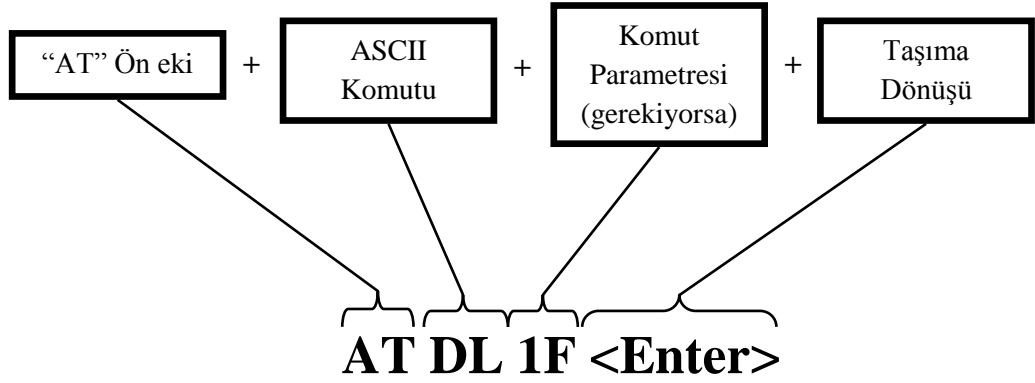 “AT” Ön eki + ASCII Komutu + Komut Parametresi (gerekiyorsa) + Taşıma Dönüşü
AT DL 1F <Enter>